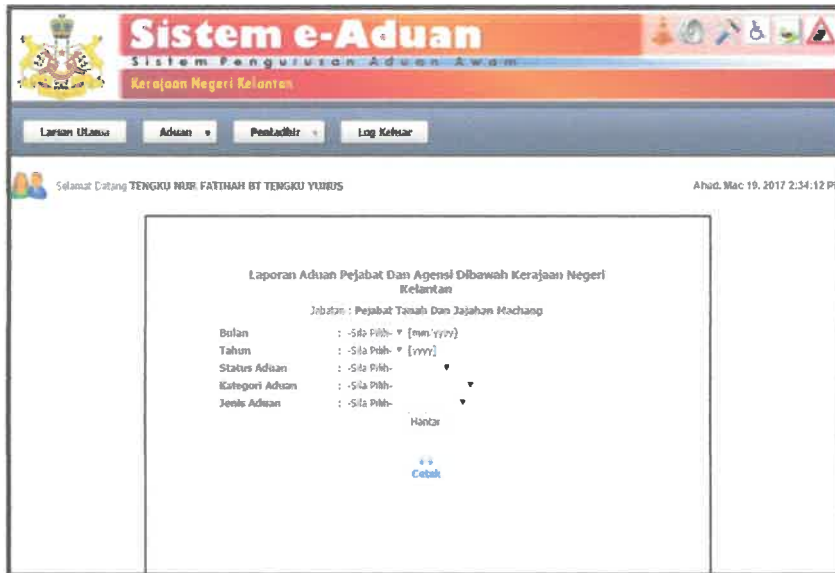 Sistem e-Aduan
Sistem Pengurusan Aduan Awam
Kerajaan Negeri Kelantan
Laman Utama Aduan Pentadbir Log Keluar
Selamat Datang TENGKU NUR FATIHAH BT TENGKU YUNUS
Ahad, Mac 19, 2017 2:34:12 P
Laporan Aduan Pejabat Dan Agensi Dibawah Kerajaan Negeri
Kelantan
Jabatan : Pejabat Tanah Dan Jajahan Machang
Bulan : -Sila Pilih- [mm/yyyy]
Tahun : -Sila Pilih- [yyyy]
Status Aduan : -Sila Pilih-
Kategori Aduan : -Sila Pilih-
Jenis Aduan : -Sila Pilih-
Hantar
Cetak